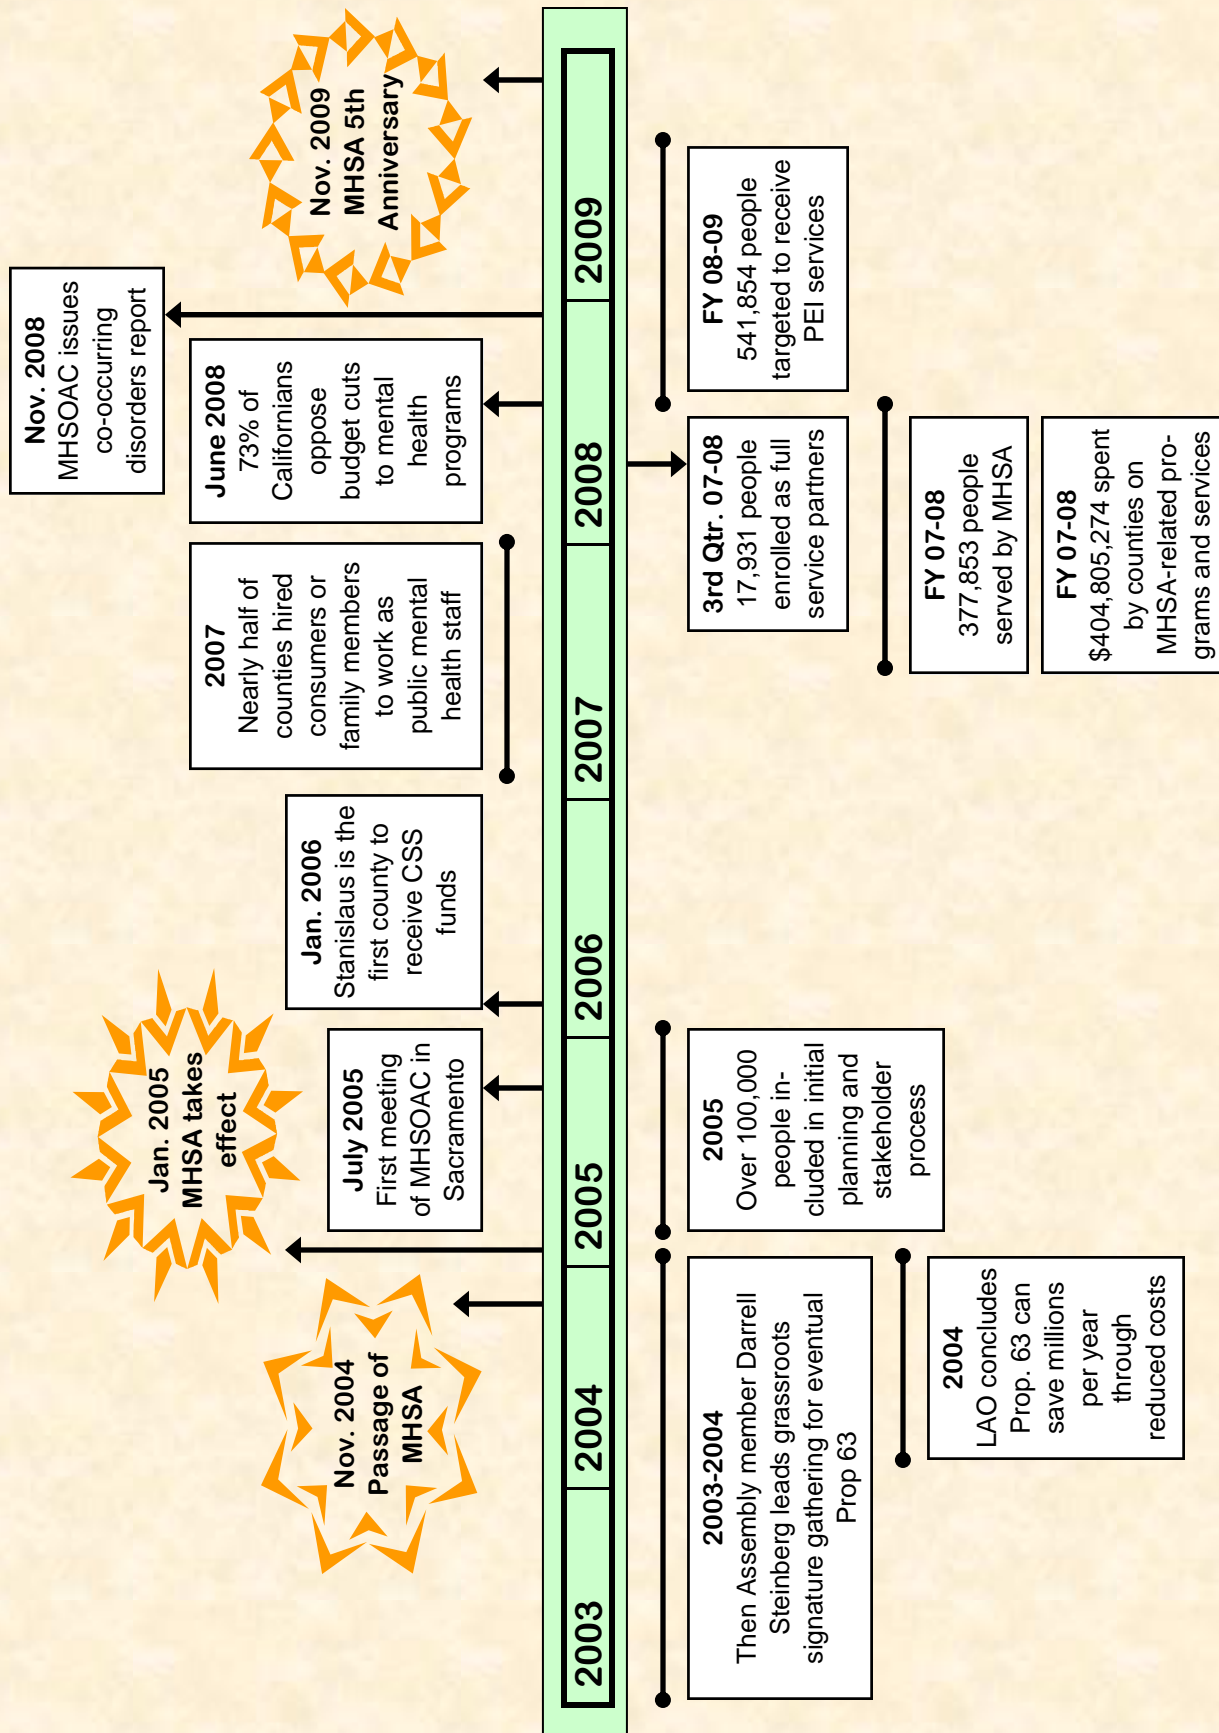 Nov. 2004
Passage of
MHSA
Jan. 2005
MHSA takes
effect
July 2005
First meeting
of MHSOAC in
Sacramento
Jan. 2006
Stanislaus is the
first county to
receive CSS
funds
2007
Nearly half of
counties hired
consumers or
family members
to work as
public mental
health staff
June 2008
73% of
Californians
oppose
budget cuts
to mental
health
programs
Nov. 2008
MHSOAC issues
co-occurring
disorders report
Nov. 2009
MHSA 5th
Anniversary
2003
2004
2005
2006
2007
2008
2009
2003-2004
Then Assembly member Darrell
Steinberg leads grassroots
signature gathering for eventual
Prop 63
2004
LAO concludes
Prop. 63 can
save millions
per year
through
reduced costs
2005
Over 100,000
people in-
cluded in initial
planning and
stakeholder
process
3rd Qtr. 07-08
17,931 people
enrolled as full
service partners
FY 07-08
377,853 people
served by MHSA
FY 07-08
$404,805,274 spent
by counties on
MHSA-related pro-
grams and services
FY 08-09
541,854 people
targeted to receive
PEI services